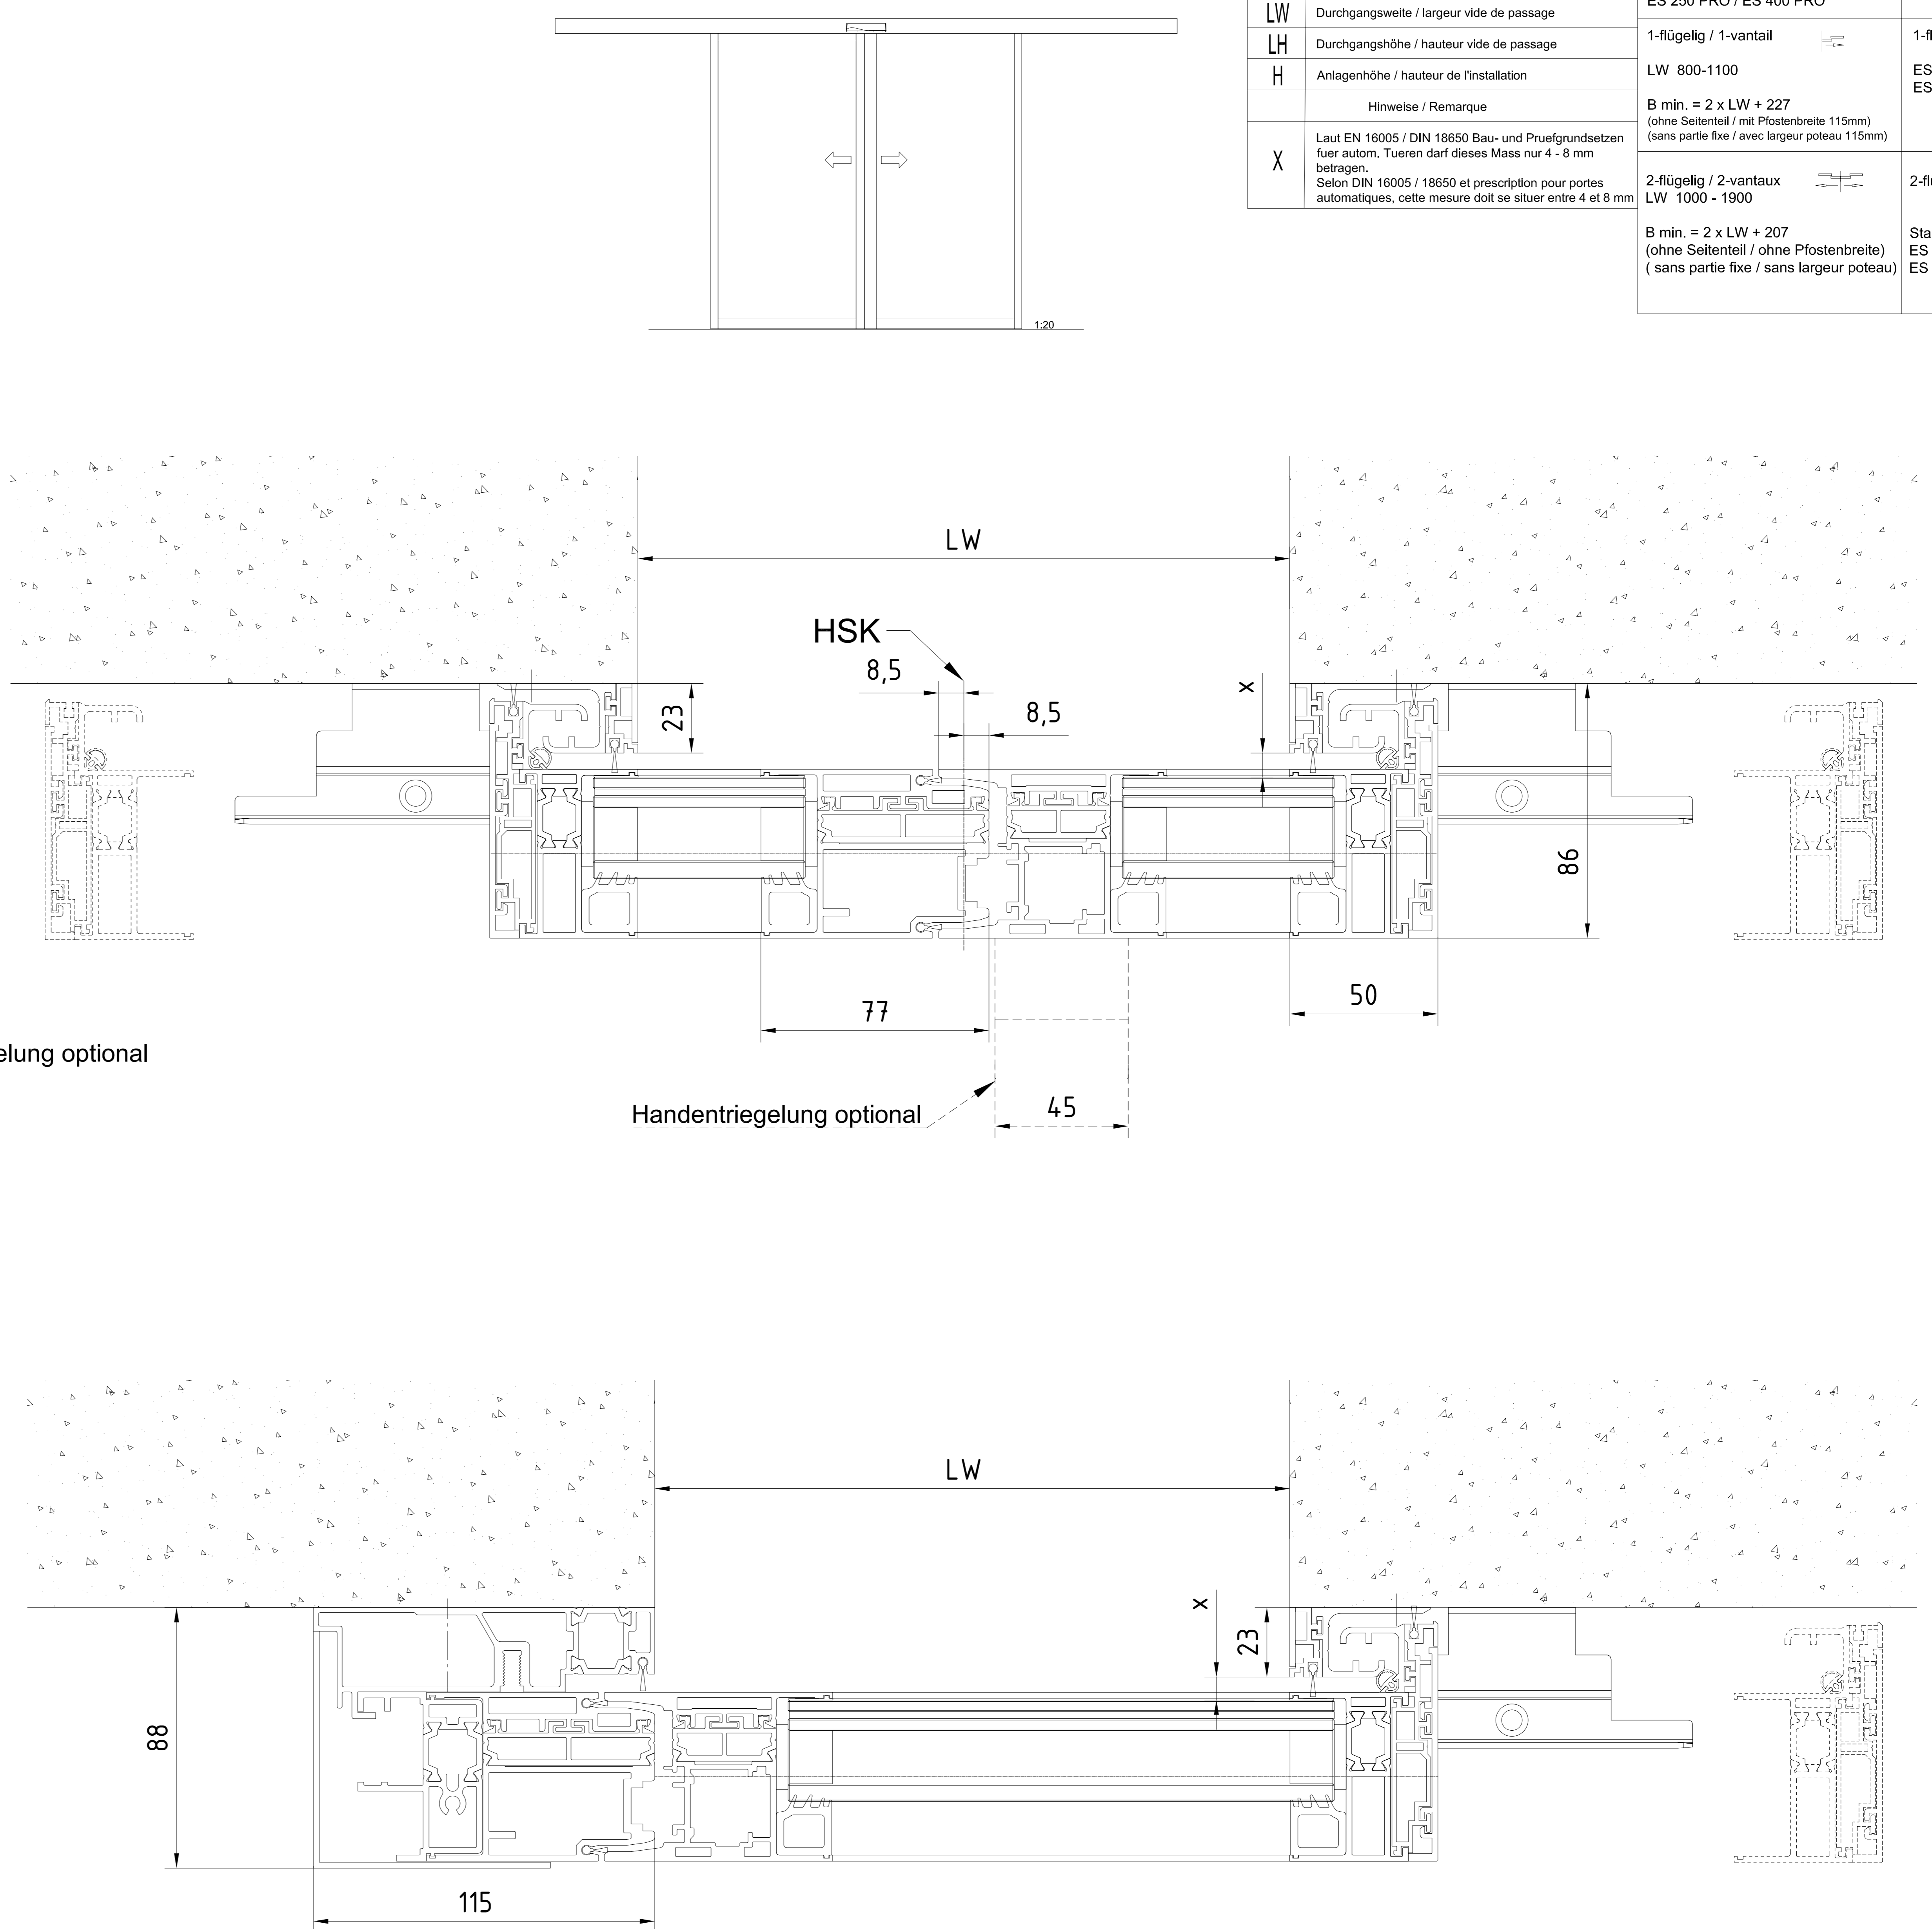 LW Durchgangsweite / largeur vide de passage
LH Durchgangshöhe / hauteur vide de passage
H Anlagenhöhe / hauteur de l'installation
Hinweise / Remarque
X
Laut EN 16005 / DIN 18650 Bau- und Pruefgrundsetzen
fuer autom. Tueren darf dieses Mass nur 4 - 8 mm
betragen.
Selon DIN 16005 / 18650 et prescription pour portes
automatiques, cette mesure doit se situer entre 4 et 8 mm
ES 250 PRO / ES 400 PRO
1-flügelig / 1-vantail
LW 800-1100
B min. = 2 x LW + 227
(ohne Seitenteil / mit Pfostenbreite 115mm)
(sans partie fixe / avec largeur poteau 115mm)
2-flügelig / 2-vantaux
LW 1000 - 1900
B min. = 2 x LW + 207
(ohne Seitenteil / ohne Pfostenbreite)
( sans partie fixe / sans largeur poteau)
ES
ES
ES
ES
1:20
LW
HSK
8,5
8,5
23
x
86
77
50
45
elung optional
Handentriegelung optional
LW
x
23
88
115